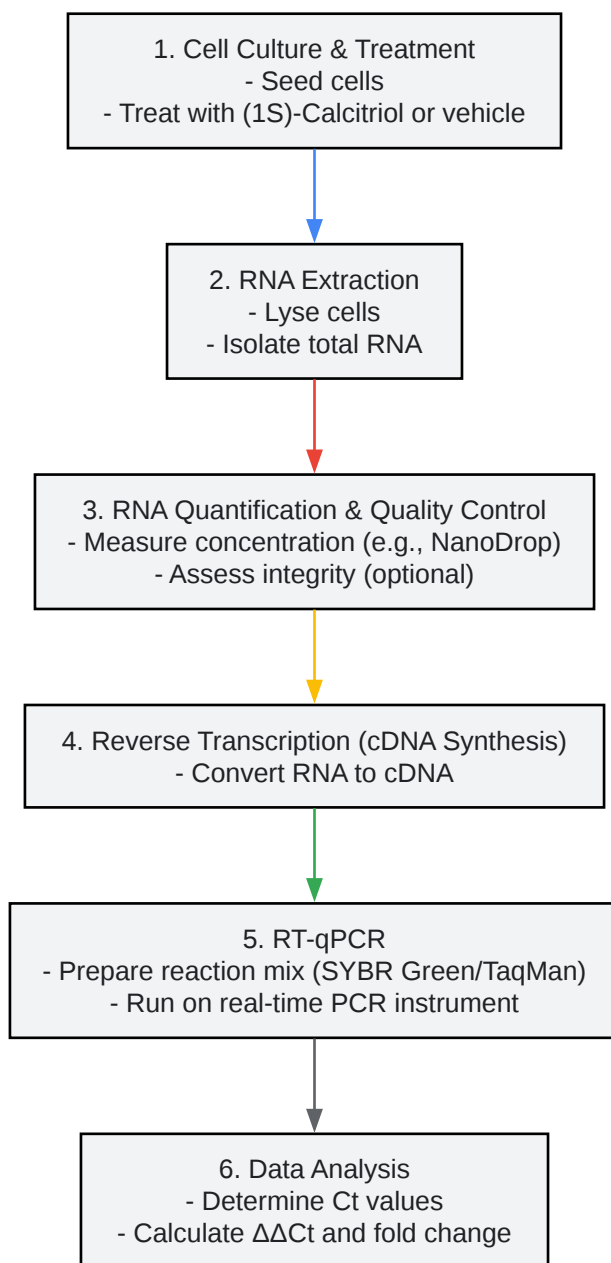 1. Cell Culture & Treatment
- Seed cells
- Treat with (1S)-Calcitriol or vehicle
2. RNA Extraction
- Lyse cells
- Isolate total RNA
3. RNA Quantification & Quality Control
- Measure concentration (e.g., NanoDrop)
- Assess integrity (optional)
4. Reverse Transcription (cDNA Synthesis)
- Convert RNA to cDNA
5. RT-qPCR
- Prepare reaction mix (SYBR Green/TaqMan)
- Run on real-time PCR instrument
6. Data Analysis
- Determine Ct values
- Calculate ΔΔCt and fold change